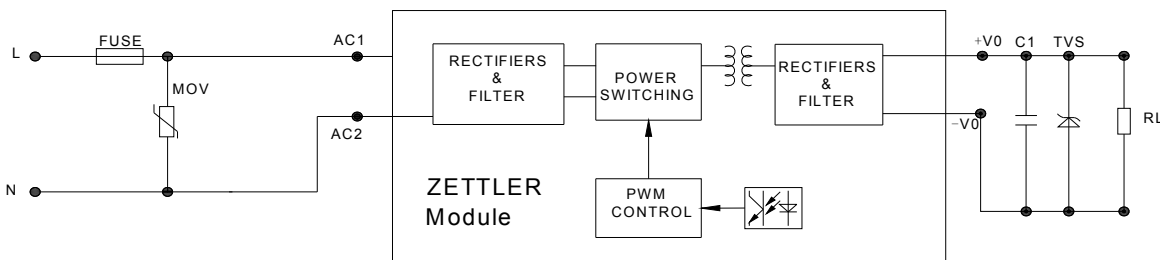 L
FUSE
MOV
N
AC1
AC2
RECTIFIERS
&
FILTER
POWER
SWITCHING
RECTIFIERS
&
FILTER
ZETTLER
Module
PWM
CONTROL
+V0
C1
TVS
-V0
RL